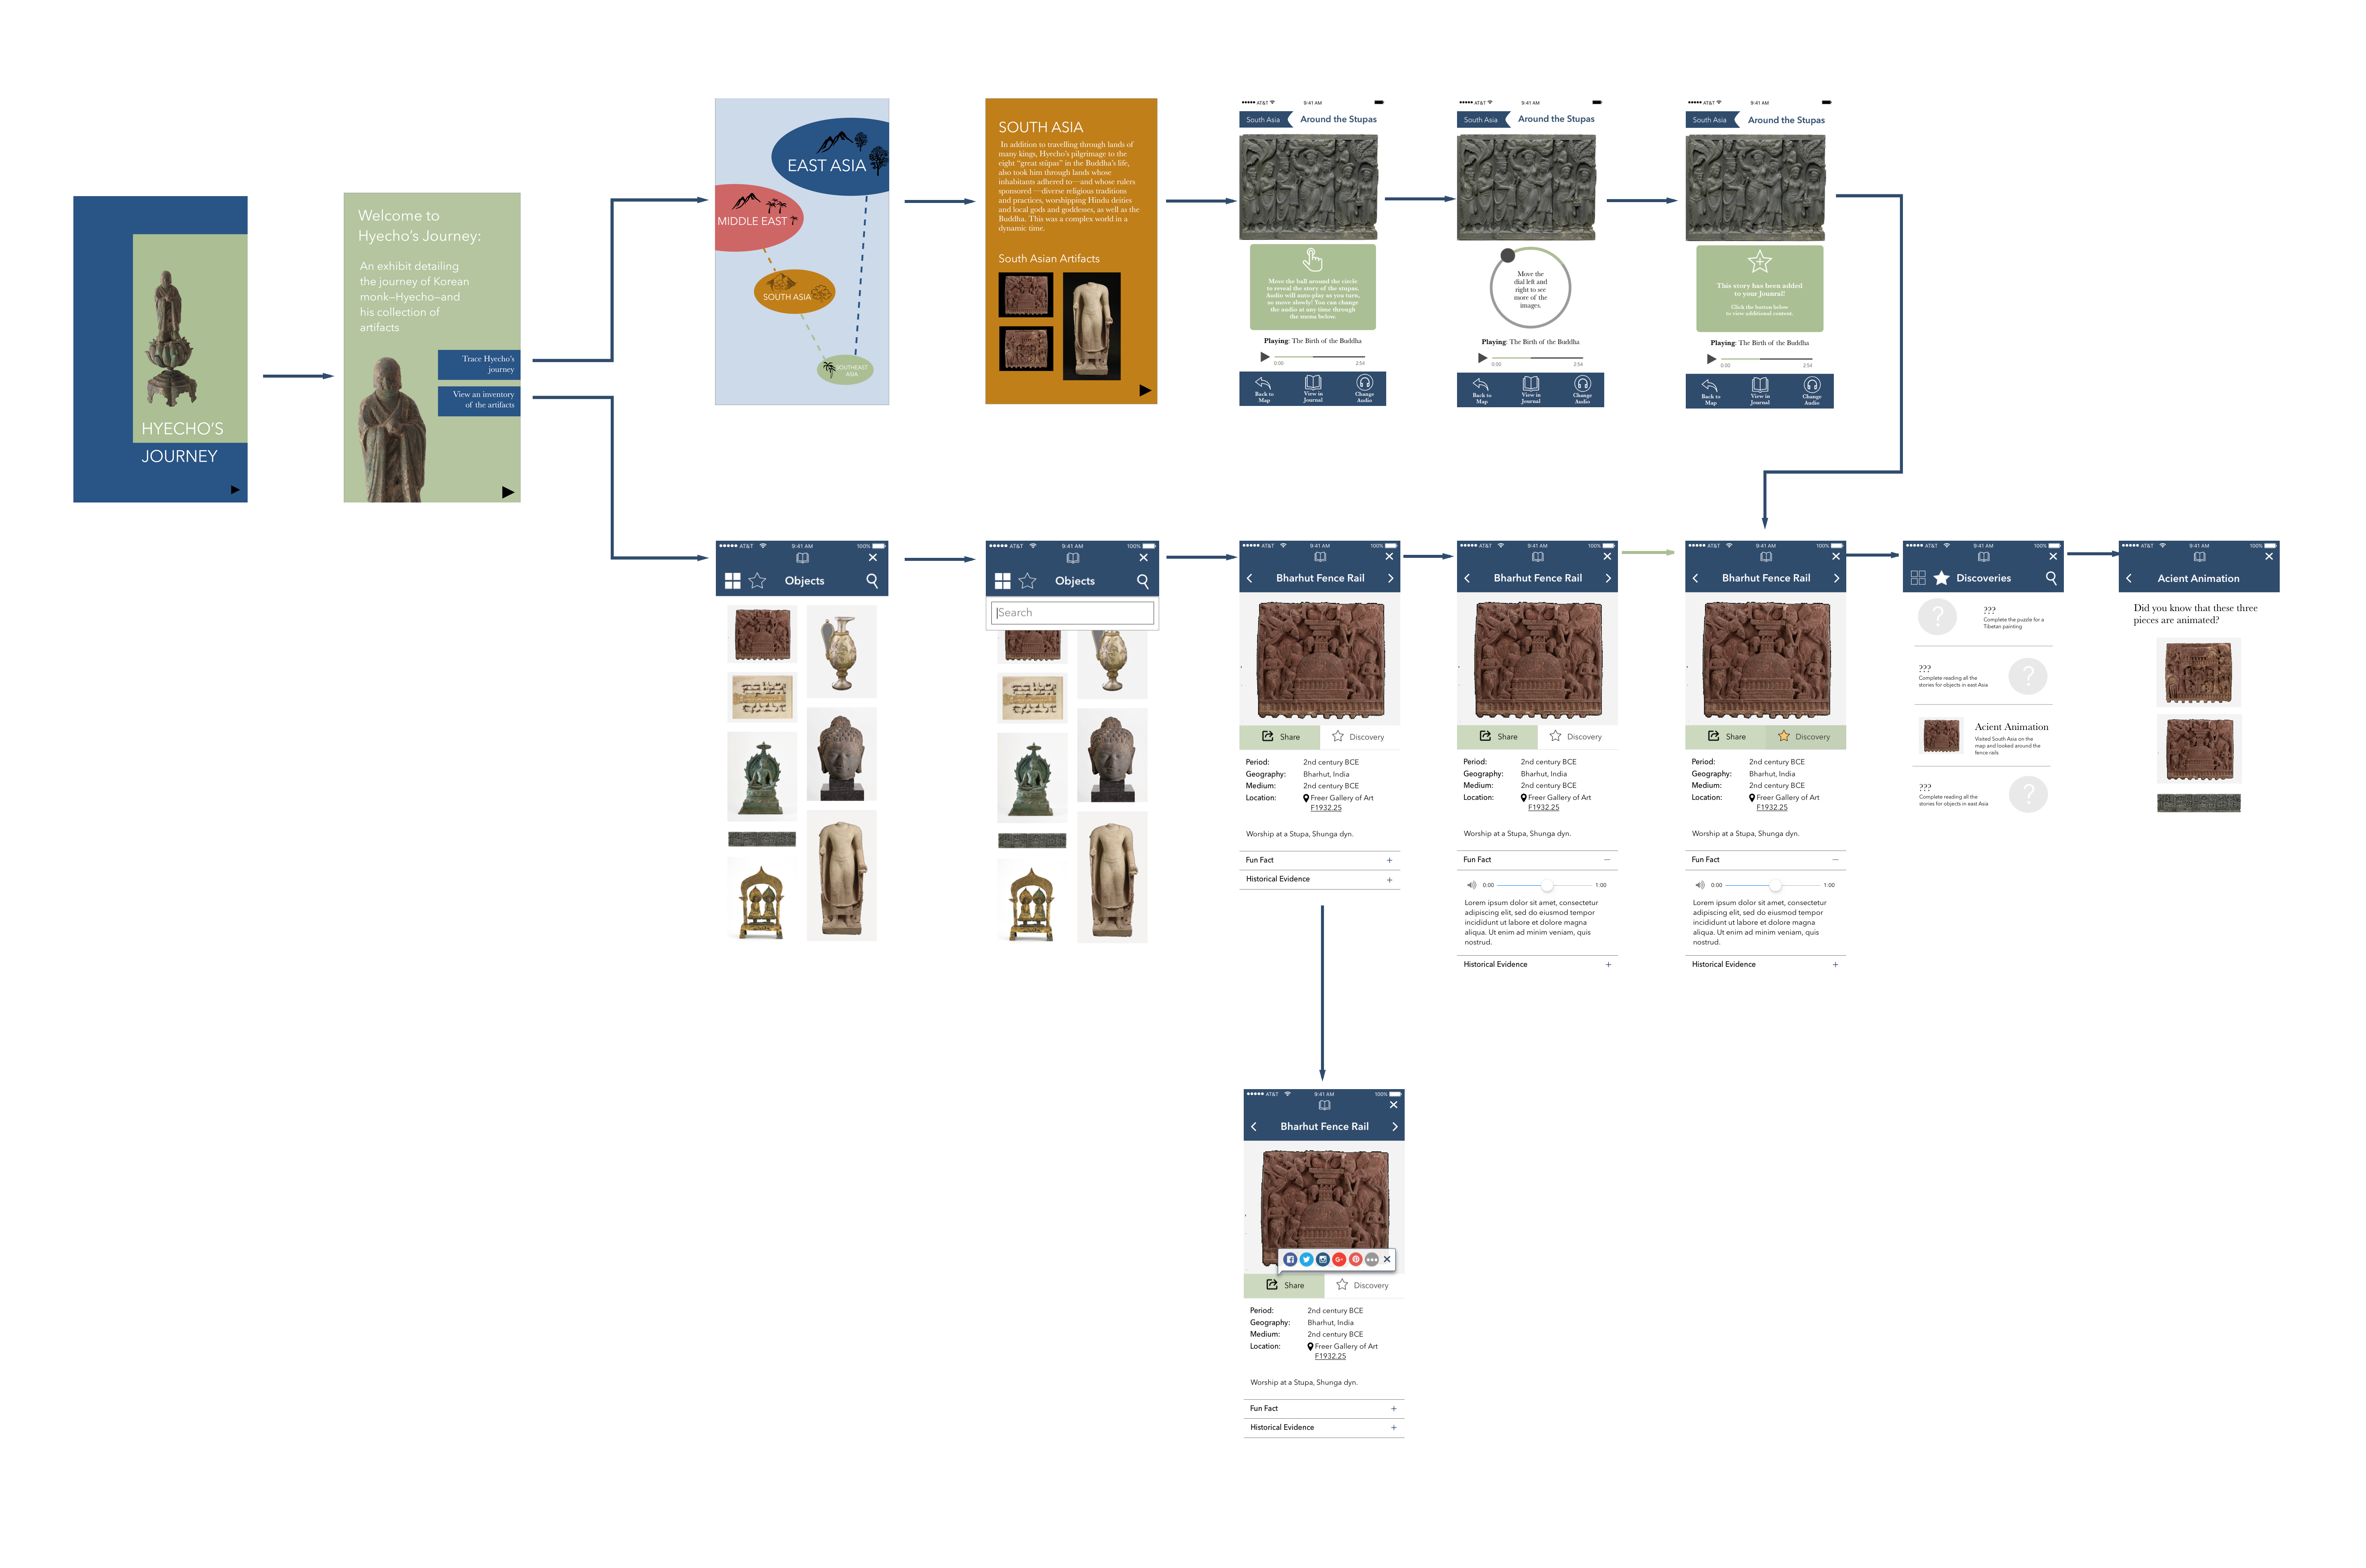 HYECHO'S
JOURNEY
Welcome to
Hyecho's Journey:
An exhibit detailing
the journey of Korean
monk—Hyecho—and
his collection of
artifacts
Trace Hyecho's
journey
View an inventory
of the artifacts
EAST ASIA
MIDDLE EAST
SOUTH ASIA
SOUTHEAST
ASIA
SOUTH ASIA
In addition to travelling through lands of
many kings, Hyecho's pilgrimage to the
eight "great stūpas" in the Buddha's life,
also took him through lands whose
inhabitants adhered to—and whose rulers
sponsored—diverse religious traditions
and practices, worshipping Hindu deities
and local gods and goddesses, as well as the
Buddha. This was a complex world in a
dynamic time.
South Asian Artifacts
AT&T 9:41 AM
South Asia Around the Stupas
Move the ball around the circle
to reveal the story of the stupas.
Audio will auto-play as you turn,
so move slowly! You can change
the audio at any time through
the menu below.
Playing: The Birth of the Buddha
0:00 2:54
Back to
Map
View in
Journal
Change
Audio
AT&T 9:41 AM
South Asia Around the Stupas
Move the
dial left and
right to see
more of the
images.
Playing: The Birth of the Buddha
0:00 2:54
Back to
Map
View in
Journal
Change
Audio
AT&T 9:41 AM
South Asia Around the Stupas
This story has been added
to your Jounral!
Click the button below
to view additional content.
Playing: The Birth of the Buddha
0:00 2:54
Back to
Map
View in
Journal
Change
Audio
AT&T 9:41 AM 100%
Objects
AT&T 9:41 AM 100%
Objects
Search
AT&T 9:41 AM 100%
Bharhut Fence Rail
Share Discovery
Period: 2nd century BCE
Geography: Bharhut, India
Medium: 2nd century BCE
Location: Freer Gallery of Art
F1932.25
Worship at a Stupa, Shunga dyn.
Fun Fact +
Historical Evidence +
AT&T 9:41 AM 100%
Bharhut Fence Rail
Share Discovery
Period: 2nd century BCE
Geography: Bharhut, India
Medium: 2nd century BCE
Location: Freer Gallery of Art
F1932.25
Worship at a Stupa, Shunga dyn.
Fun Fact —
0:00 1:00
Lorem ipsum dolor sit amet, consectetur
adipiscing elit, sed do eiusmod tempor
incididunt ut labore et dolore magna
aliqua. Ut enim ad minim veniam, quis
nostrud.
Historical Evidence +
AT&T 9:41 AM 100%
Bharhut Fence Rail
Share Discovery
Period: 2nd century BCE
Geography: Bharhut, India
Medium: 2nd century BCE
Location: Freer Gallery of Art
F1932.25
Worship at a Stupa, Shunga dyn.
Fun Fact —
0:00 1:00
Lorem ipsum dolor sit amet, consectetur
adipiscing elit, sed do eiusmod tempor
incididunt ut labore et dolore magna
aliqua. Ut enim ad minim veniam, quis
nostrud.
Historical Evidence +
AT&T 9:41 AM 100%
Discoveries
?
???
Complete the puzzle for a
Tibetan painting
???
Complete reading all the
stories for objects in east Asia
?
Acient Animation
Visited South Asia on the
map and looked around the
fence rails
???
Complete reading all the
stories for objects in east Asia
?
AT&T 9:41 AM 100%
Acient Animation
Did you know that these three
pieces are animated?
AT&T 9:41 AM 100%
Bharhut Fence Rail
Share Discovery
Period: 2nd century BCE
Geography: Bharhut, India
Medium: 2nd century BCE
Location: Freer Gallery of Art
F1932.25
Worship at a Stupa, Shunga dyn.
Fun Fact +
Historical Evidence +